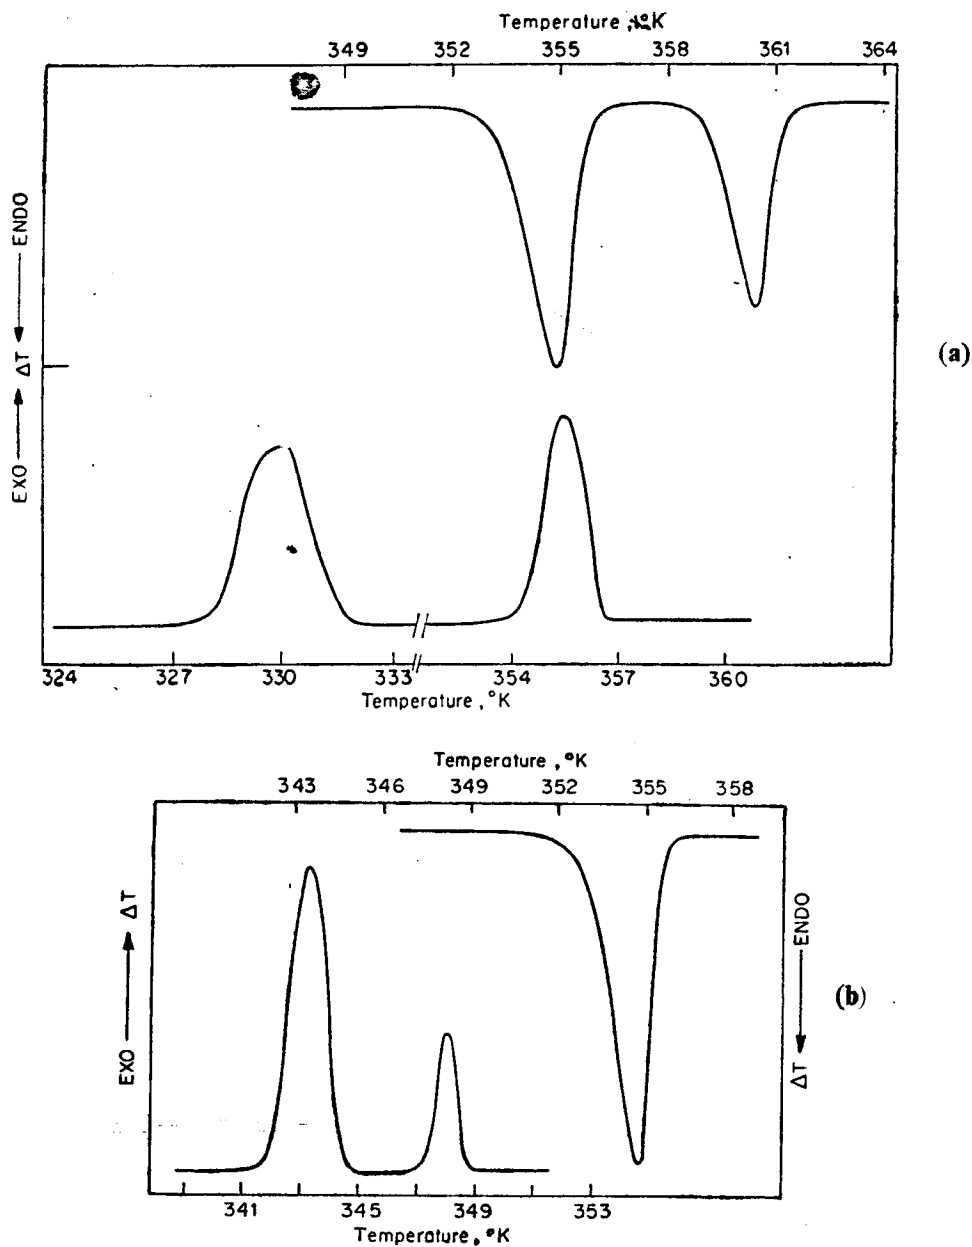 Temperature, °K
349 352 355 358 361 364
EXO → ΔT ← ENDO
(a)
324 327 330 333 354 357 360
Temperature, °K
Temperature, °K
343 346 349 352 355 358
EXO → ΔT
ΔT ← ENDO
(b)
341 345 349 353
Temperature, °K